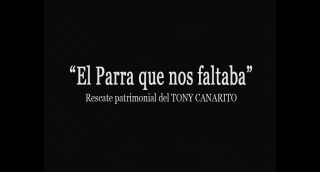 “El Parra que nos faltaba”
Rescate patrimonial del TONY CANARITO